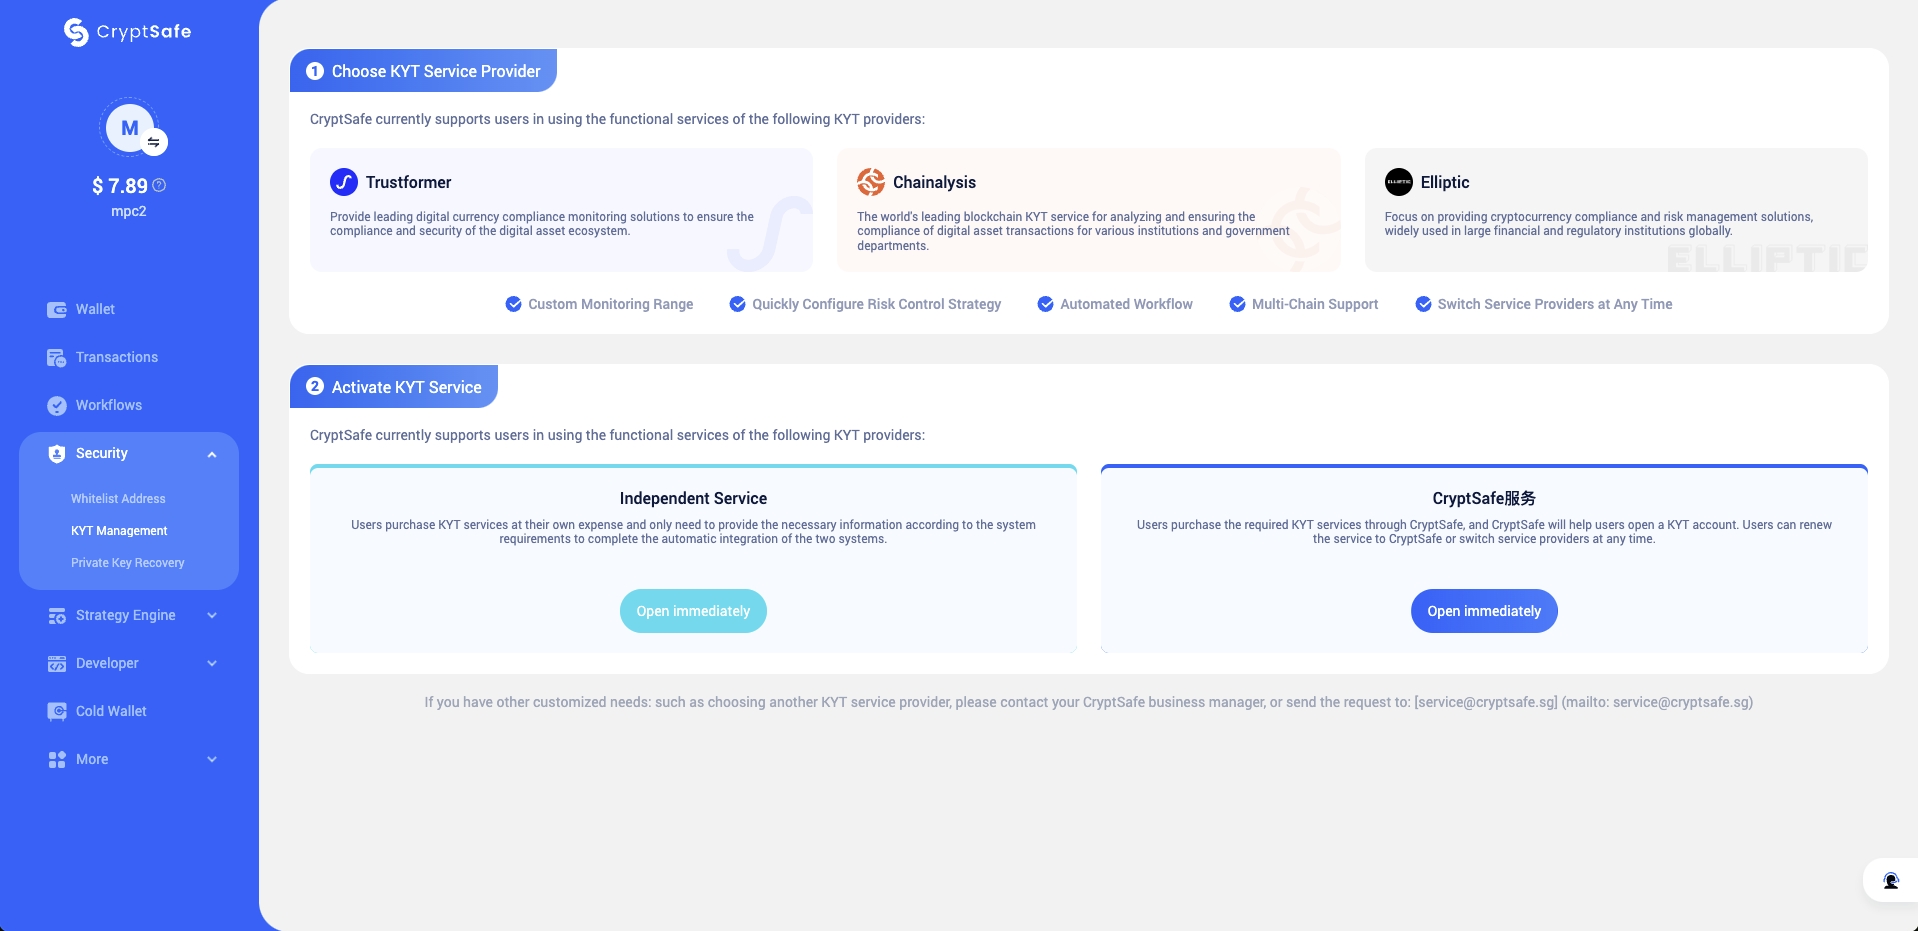 CryptSafe
M
$ 7.89
mpc2
Wallet
Transactions
Workflows
Security
Whitelist Address
KYT Management
Private Key Recovery
Strategy Engine
Developer
Cold Wallet
More
1 Choose KYT Service Provider
CryptSafe currently supports users in using the functional services of the following KYT providers:
Trustformer
Provide leading digital currency compliance monitoring solutions to ensure the
compliance and security of the digital asset ecosystem.
Chainalysis
The world's leading blockchain KYT service for analyzing and ensuring the
compliance of digital asset transactions for various institutions and government
departments.
ELLIPTIC
Elliptic
Focus on providing cryptocurrency compliance and risk management solutions,
widely used in large financial and regulatory institutions globally.
ELLIPTIC
Custom Monitoring Range
Quickly Configure Risk Control Strategy
Automated Workflow
Multi-Chain Support
Switch Service Providers at Any Time
2 Activate KYT Service
CryptSafe currently supports users in using the functional services of the following KYT providers:
Independent Service
Users purchase KYT services at their own expense and only need to provide the necessary information according to the system
requirements to complete the automatic integration of the two systems.
Open immediately
CryptSafe服务
Users purchase the required KYT services through CryptSafe, and CryptSafe will help users open a KYT account. Users can renew
the service to CryptSafe or switch service providers at any time.
Open immediately
If you have other customized needs: such as choosing another KYT service provider, please contact your CryptSafe business manager, or send the request to: [service@cryptsafe.sg] (mailto: service@cryptsafe.sg)